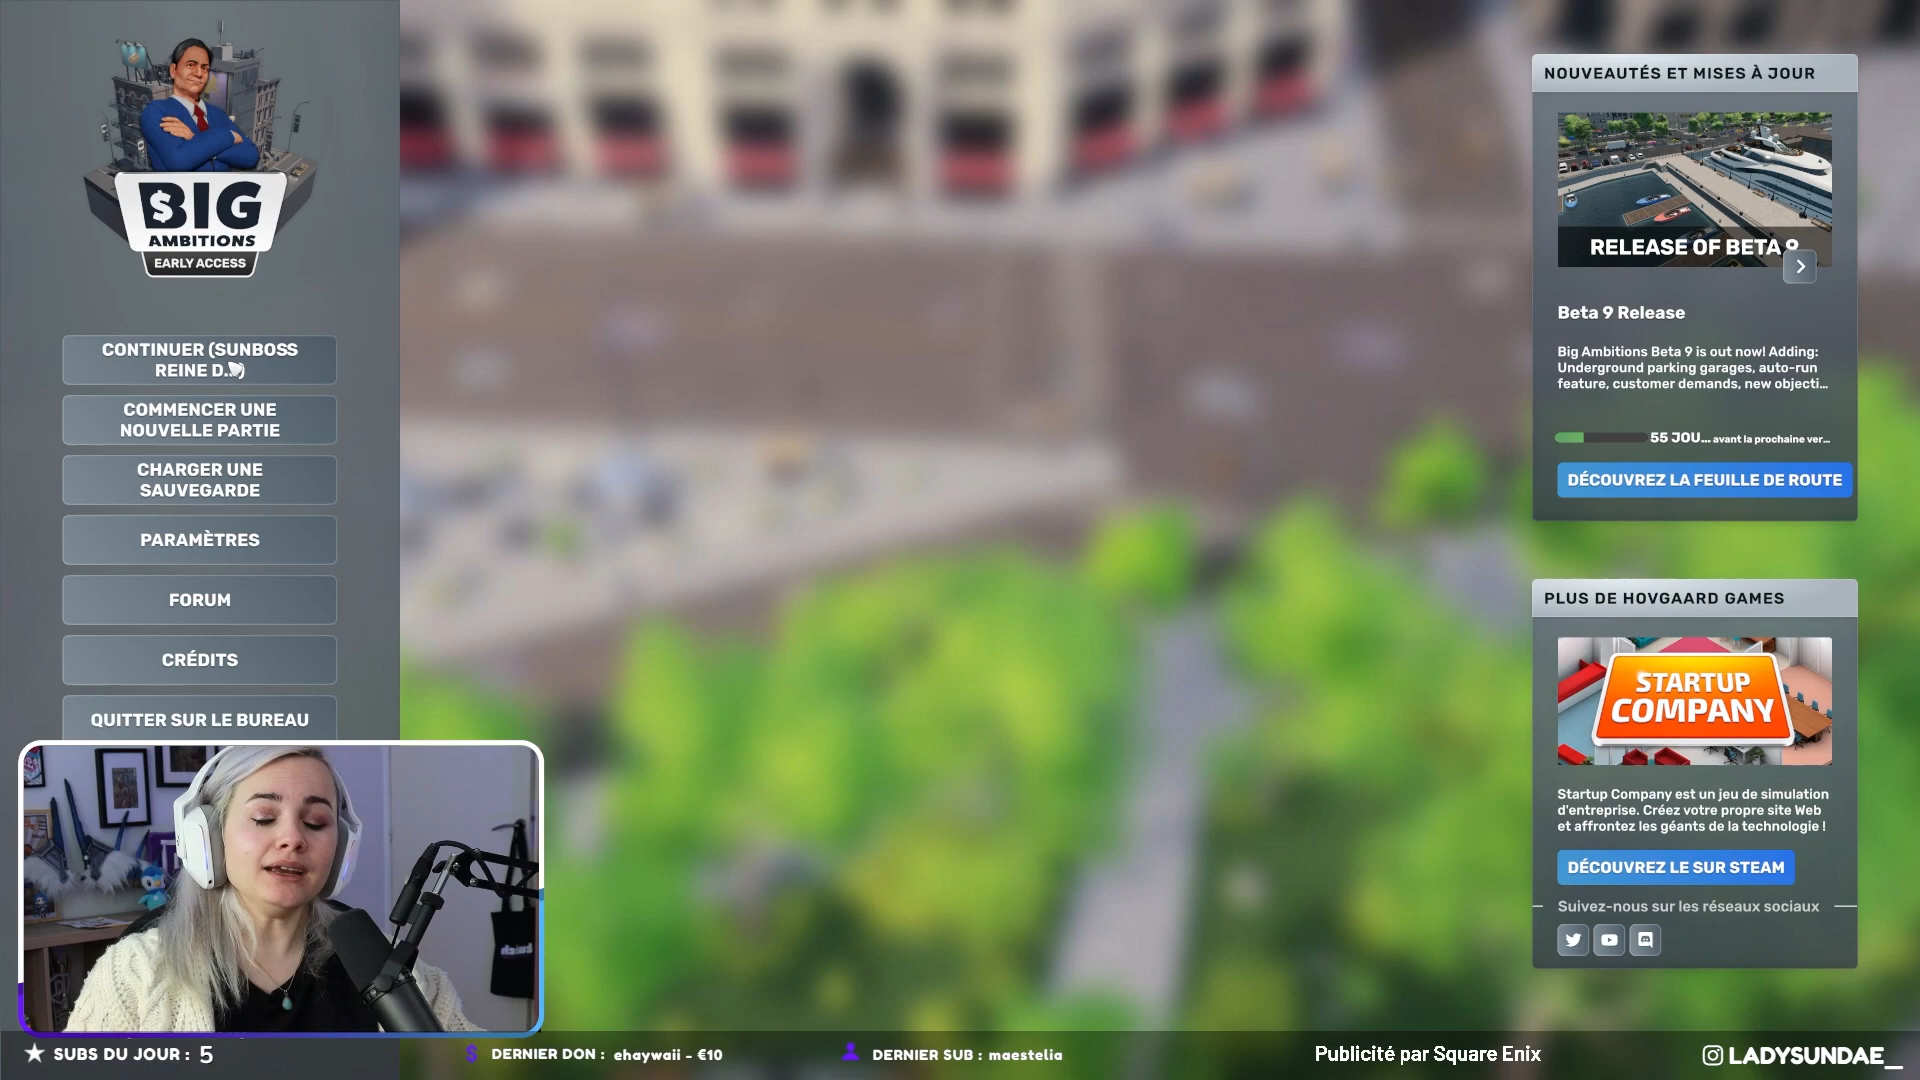 BIG
AMBITIONS
EARLY ACCESS
CONTINUER (SUNBOSS
REINE D...)
COMMENCER UNE
NOUVELLE PARTIE
CHARGER UNE
SAUVEGARDE
PARAMÈTRES
FORUM
CRÉDITS
QUITTER SUR LE BUREAU
NOUVEAUTÉS ET MISES À JOUR
RELEASE OF BETA 9
Beta 9 Release
Big Ambitions Beta 9 is out now! Adding:
Underground parking garages, auto-run
feature, customer demands, new objecti...
55 JOU... avant la prochaine ver...
DÉCOUVREZ LA FEUILLE DE ROUTE
PLUS DE HOVGAARD GAMES
STARTUP
COMPANY
Startup Company est un jeu de simulation
d'entreprise. Créez votre propre site Web
et affrontez les géants de la technologie !
DÉCOUVREZ LE SUR STEAM
Suivez-nous sur les réseaux sociaux
SUBS DU JOUR : 5
DERNIER DON : ehaywaii - €10
DERNIER SUB : maestelia
Publicité par Square Enix
LADYSUNDAE_